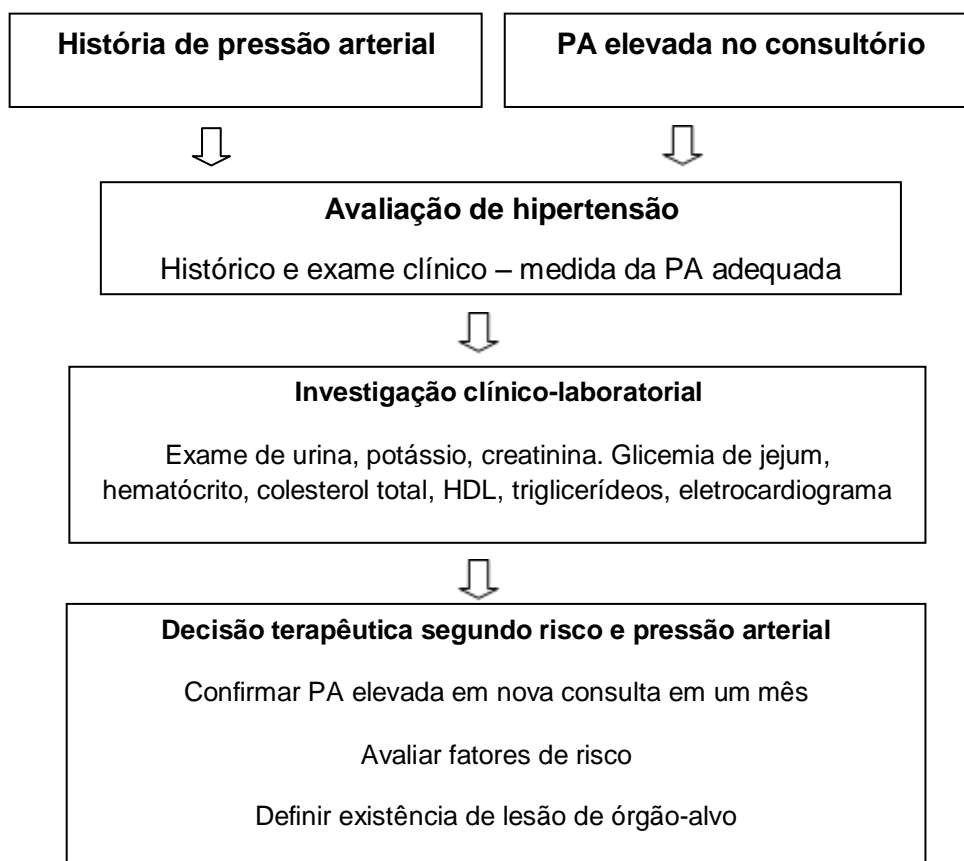 História de pressão arterial
PA elevada no consultório
Avaliação de hipertensão
Histórico e exame clínico – medida da PA adequada
Investigação clínico-laboratorial
Exame de urina, potássio, creatinina. Glicemia de jejum,
hematócrito, colesterol total, HDL, triglicerídeos, eletrocardiograma
Decisão terapêutica segundo risco e pressão arterial
Confirmar PA elevada em nova consulta em um mês
Avaliar fatores de risco
Definir existência de lesão de órgão-alvo